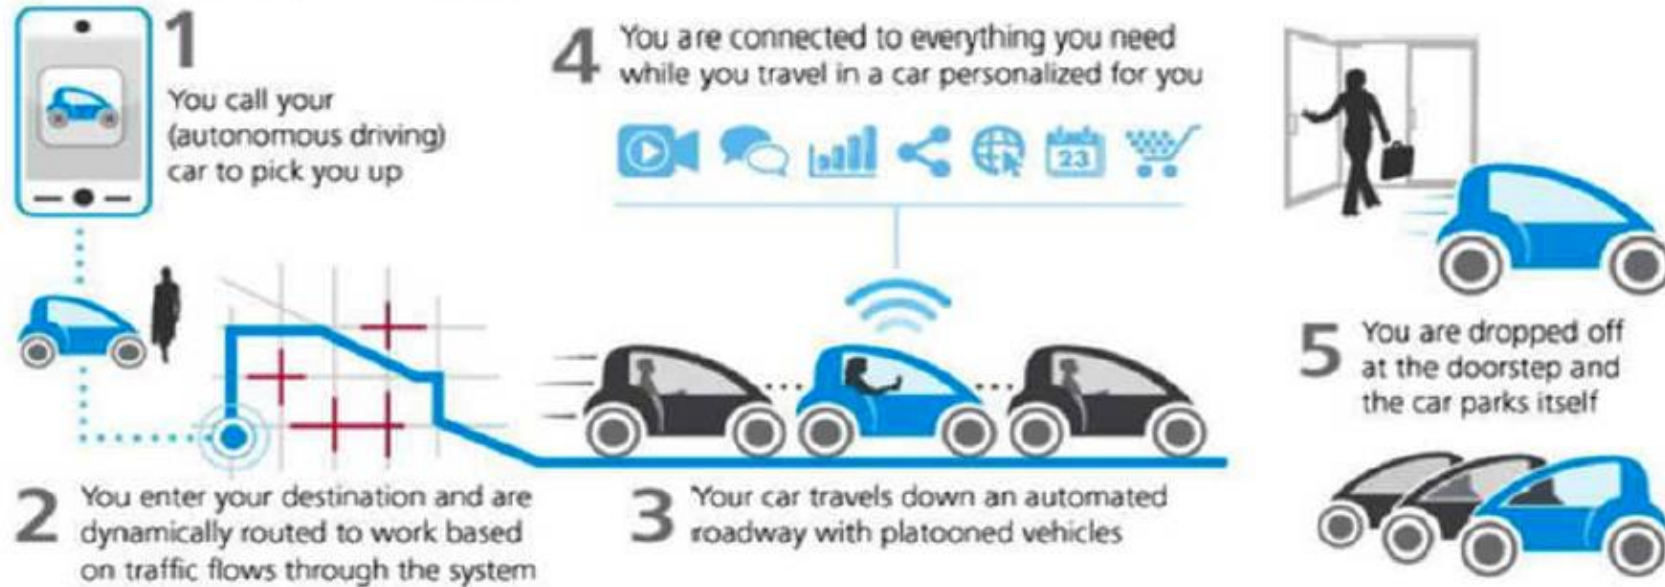 1
You call your
(autonomous driving)
car to pick you up
2
You enter your destination and are
dynamically routed to work based
on traffic flows through the system
3
Your car travels down an automated
roadway with platooned vehicles
4
You are connected to everything you need
while you travel in a car personalized for you
23
5
You are dropped off
at the doorstep and
the car parks itself